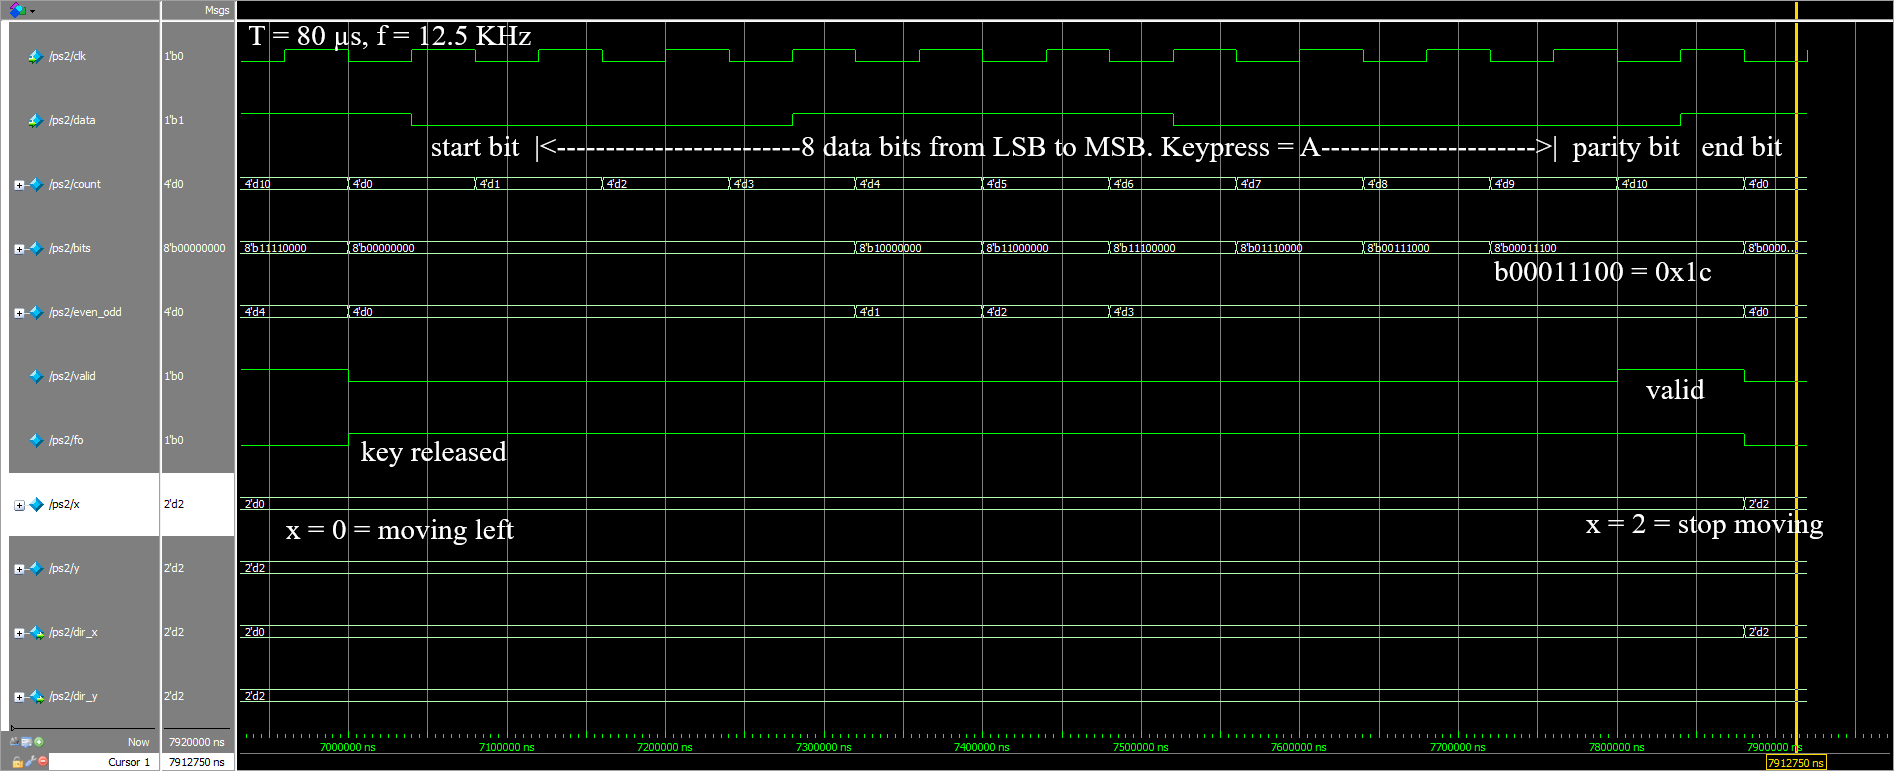 Msgs
T = 80 μs, f = 12.5 KHz
/ps2/clk 1'b0
/ps2/data 1'b1
start bit |<-------------------------8 data bits from LSB to MSB. Keypress = A---------------------->| parity bit end bit
/ps2/count 4'd0 4'd10 4'd0 4'd1 4'd2 4'd3 4'd4 4'd5 4'd6 4'd7 4'd8 4'd9 4'd10 4'd0
/ps2/bits 8'b00000000 8'b11110000 8'b00000000 8'b10000000 8'b11000000 8'b11100000 8'b01110000 8'b00111000 8'b00011100 8'b0000...
b00011100 = 0x1c
/ps2/even_odd 4'd0 4'd4 4'd0 4'd1 4'd2 4'd3 4'd0
/ps2/valid 1'b0
valid
/ps2/fo 1'b0
key released
/ps2/x 2'd2 2'd0 2'd2
x = 0 = moving left x = 2 = stop moving
/ps2/y 2'd2 2'd2
/ps2/dir_x 2'd2 2'd0 2'd2
/ps2/dir_y 2'd2 2'd2
Now 7920000 ns 7000000 ns 7100000 ns 7200000 ns 7300000 ns 7400000 ns 7500000 ns 7600000 ns 7700000 ns 7800000 ns 7900000 ns
Cursor 1 7912750 ns 7912750 ns